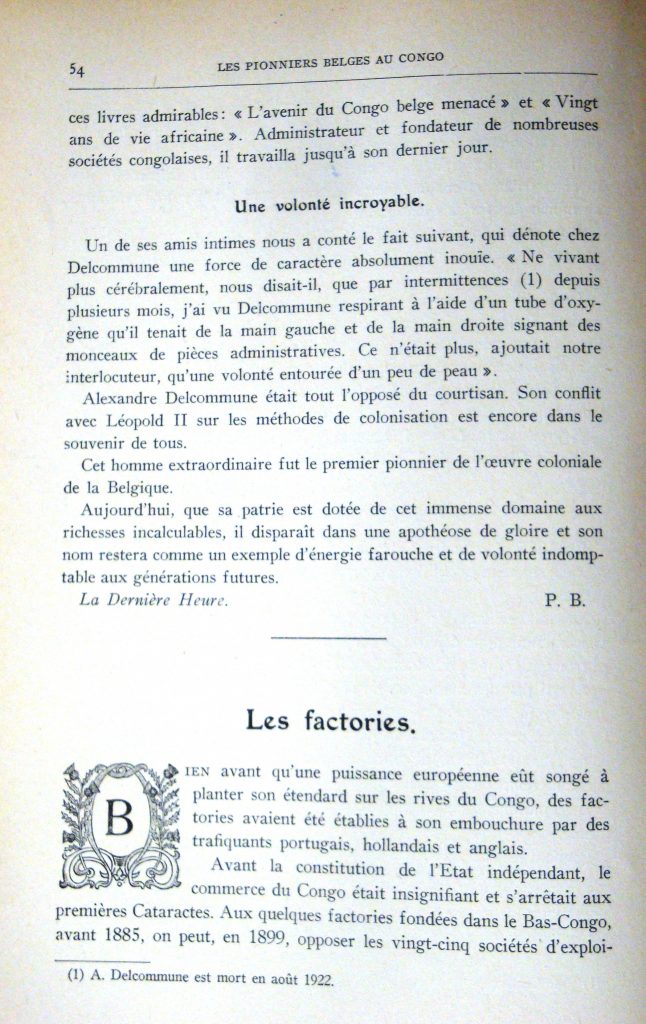 54
LES PIONNIERS BELGES AU CONGO
ces livres admirables : « L'avenir du Congo belge menacé » et « Vingt
ans de vie africaine ». Administrateur et fondateur de nombreuses
sociétés congolaises, il travailla jusqu'à son dernier jour.
Une volonté incroyable.
Un de ses amis intimes nous a conté le fait suivant, qui dénote chez
Delcommune une force de caractère absolument inouïe. « Ne vivant
plus cérébralement, nous disait-il, que par intermittences (1) depuis
plusieurs mois, j'ai vu Delcommune respirant à l'aide d'un tube d'oxy-
gène qu'il tenait de la main gauche et de la main droite signant des
monceaux de pièces administratives. Ce n'était plus, ajoutait notre
interlocuteur, qu'une volonté entourée d'un peu de peau ».
Alexandre Delcommune était tout l'opposé du courtisan. Son conflit
avec Léopold II sur les méthodes de colonisation est encore dans le
souvenir de tous.
Cet homme extraordinaire fut le premier pionnier de l'œuvre coloniale
de la Belgique.
Aujourd'hui, que sa patrie est dotée de cet immense domaine aux
richesses incalculables, il disparaît dans une apothéose de gloire et son
nom restera comme un exemple d'énergie farouche et de volonté indomp-
table aux générations futures.
La Dernière Heure. P. B.
Les factories.
BIEN avant qu'une puissance européenne eût songé à
planter son étendard sur les rives du Congo, des fac-
tories avaient été établies à son embouchure par des
trafiquants portugais, hollandais et anglais.
Avant la constitution de l'Etat indépendant, le
commerce du Congo était insignifiant et s'arrêtait aux
premières Cataractes. Aux quelques factories fondées dans le Bas-Congo,
avant 1885, on peut, en 1899, opposer les vingt-cinq sociétés d'exploi-
(1) A. Delcommune est mort en août 1922.